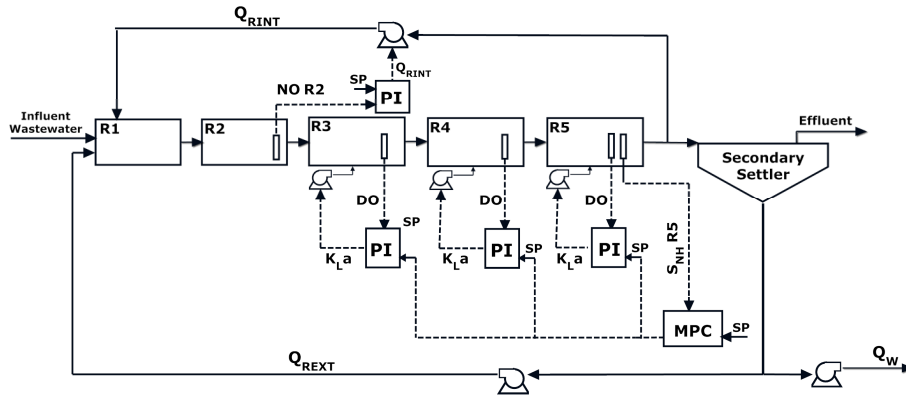 Q_RINT
SP
Q_RINT
NO R2
PI
Influent
Wastewater
R1
R2
R3
R4
R5
Effluent
Secondary
Settler
DO
DO
DO
SP
SP
SP
PI
PI
PI
K_La
K_La
K_La
S_NH R5
MPC
SP
Q_REXT
Q_W